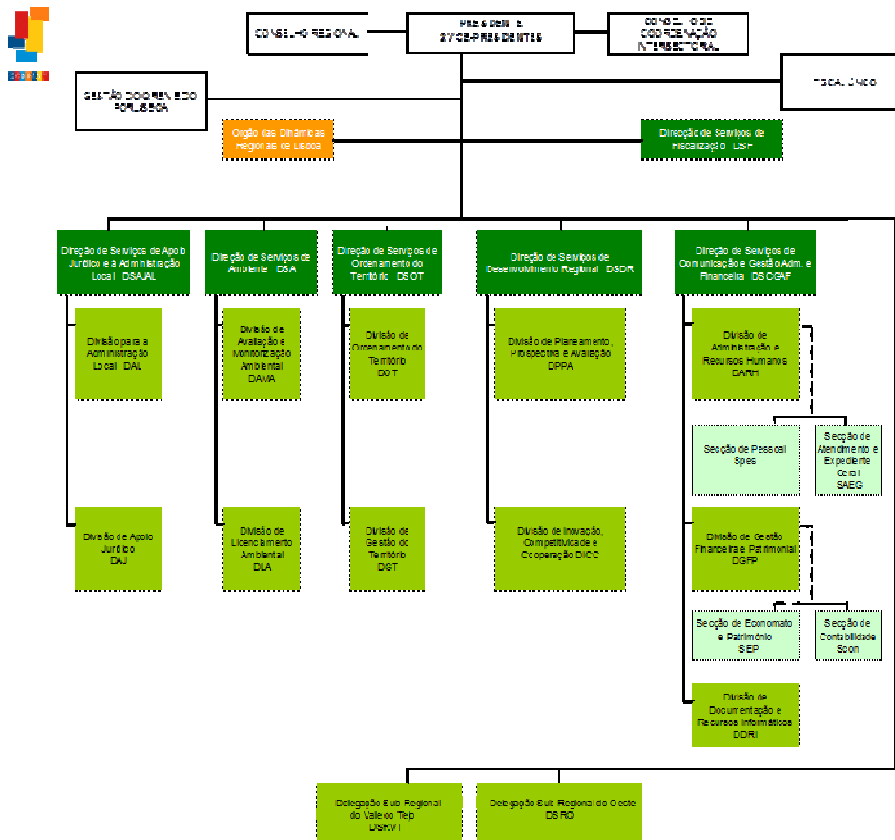 CONSELHO REGIONAL
PRESIDENTE
2 VICE-PRESIDENTES
CONSELHO DE
COORDENAÇÃO
INTERSECTORIAL
FISCAL ÚNICO
Orgão das Dinâmicas
Regionais de Lisboa
Direcção de Serviços de
Fiscalização DSF
Direção de Serviços de Apoio
Jurídico e à Administração
Local DSAJAL
Direção de Serviços de
Ambiente DSA
Direção de Serviços de
Ordenamento do
Território DSOT
Direção de Serviços de
Desenvolvimento Regional DSDR
Direção de Serviços de
Comunicação e Gestão Adm. e
Financeira DSCGAF
Divisão para a
Administração
Local DAL
Divisão de
Avaliação e
Monitorização
Ambiental
DAMA
Divisão de
Ordenamento do
Território
DOT
Divisão de Planeamento,
Prospectiva e Avaliação
DPPA
Divisão de
Administração e
Recursos Humanos
DARH
Secção de Pessoal
Spes
Secção de
Atendimento e
Expediente
Geral
SAEG
Divisão de Apoio
Jurídico
DAJ
Divisão de
Licenciamento
Ambiental
DLA
Divisão de
Gestão do
Território
DGT
Divisão de Inovação,
Competitividade e
Cooperação DICC
Divisão de Gestão
Financeira e Patrimonial
DGFP
Secção de Economato
e Património
SEP
Secção de
Contabilidade
Scon
Divisão de
Documentação e
Recursos Informáticos
DDRI
Delegação Sub Regional
do Vale do Tejo
DSRVT
Delegação Sub Regional do Oeste
DSRO